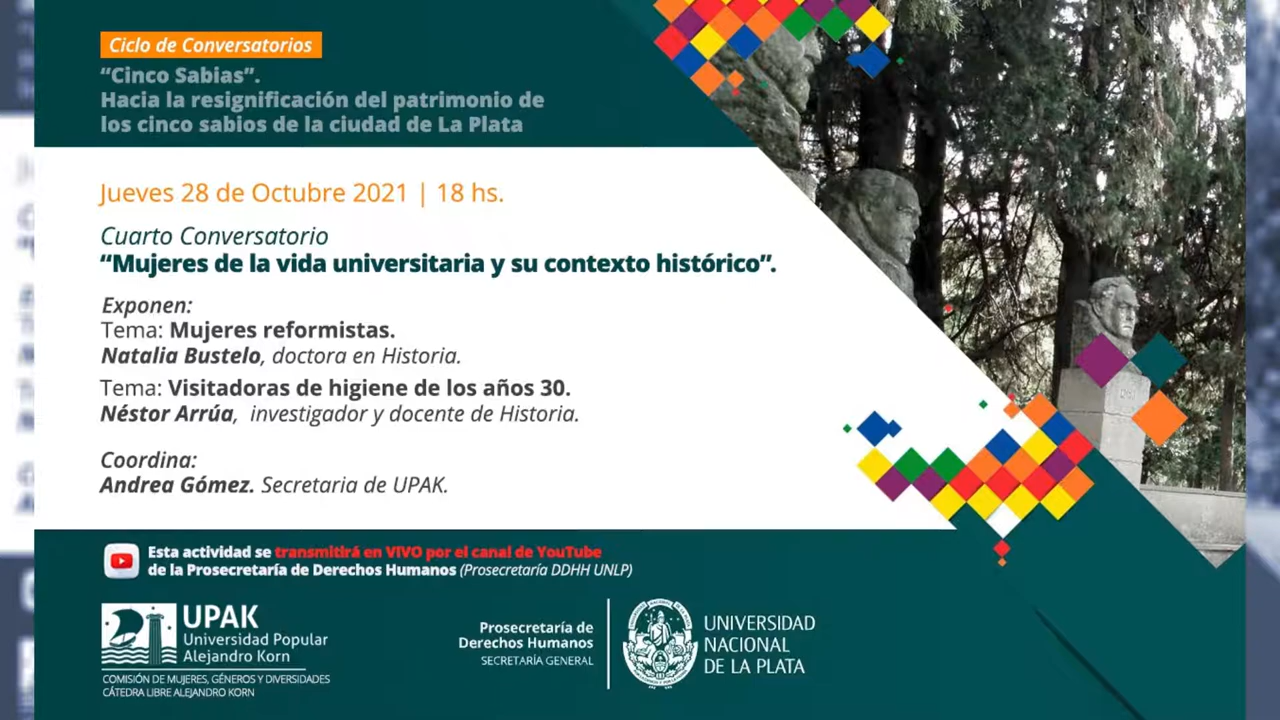 Ciclo de Conversatorios
“Cinco Sabias”.
Hacia la resignificación del patrimonio de
los cinco sabios de la ciudad de La Plata
Jueves 28 de Octubre 2021 | 18 hs.
Cuarto Conversatorio
“Mujeres de la vida universitaria y su contexto histórico”.
Exponen:
Tema: Mujeres reformistas.
Natalia Bustelo, doctora en Historia.
Tema: Visitadoras de higiene de los años 30.
Néstor Arrúa, investigador y docente de Historia.
Coordina:
Andrea Gómez. Secretaria de UPAK.
Esta actividad se transmitirá en VIVO por el canal de YouTube
de la Prosecretaría de Derechos Humanos (Prosecretaría DDHH UNLP)
UPAK
Universidad Popular
Alejandro Korn
COMISIÓN DE MUJERES, GÉNEROS Y DIVERSIDADES
CÁTEDRA LIBRE ALEJANDRO KORN
Prosecretaría de
Derechos Humanos
SECRETARÍA GENERAL
UNIVERSIDAD
NACIONAL
DE LA PLATA